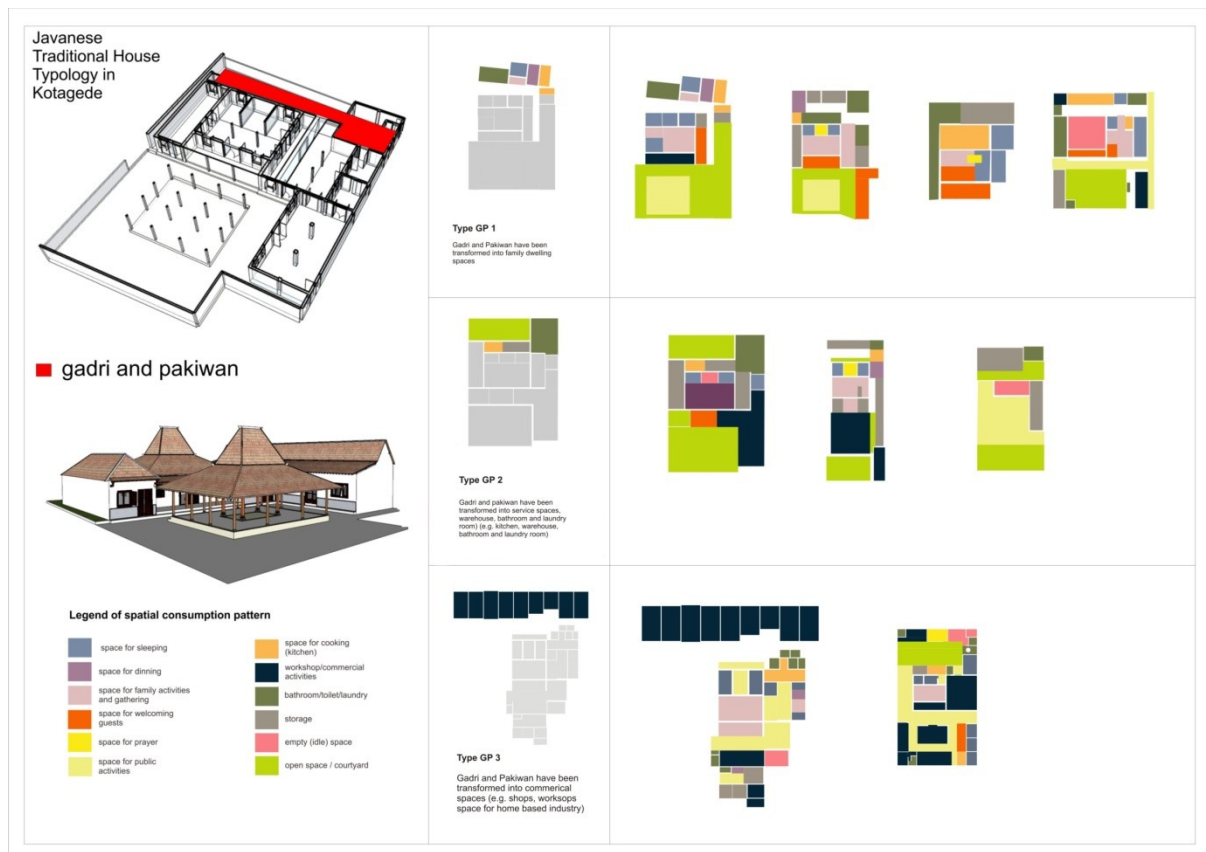 Javanese
Traditional House
Typology in
Kotagede
gadri and pakiwan
Legend of spatial consumption pattern
space for sleeping
space for dinning
space for family activities
and gathering
space for welcoming
guests
space for prayer
space for public
activities
space for cooking
(kitchen)
workshop/commercial
activities
bathroom/toilet/laundry
storage
empty (idle) space
open space / courtyard
Type GP 1
Gadri and Pakiwan have been
transformed into family dwelling
spaces
Type GP 2
Gadri and pakiwan have been
transformed into service spaces,
warehouse, bathroom and laundry
room) (e.g. kitchen, warehouse,
bathroom and laundry room)
Type GP 3
Gadri and Pakiwan have been
transformed into commerical
spaces (e.g. shops, worksops
space for home based industry)